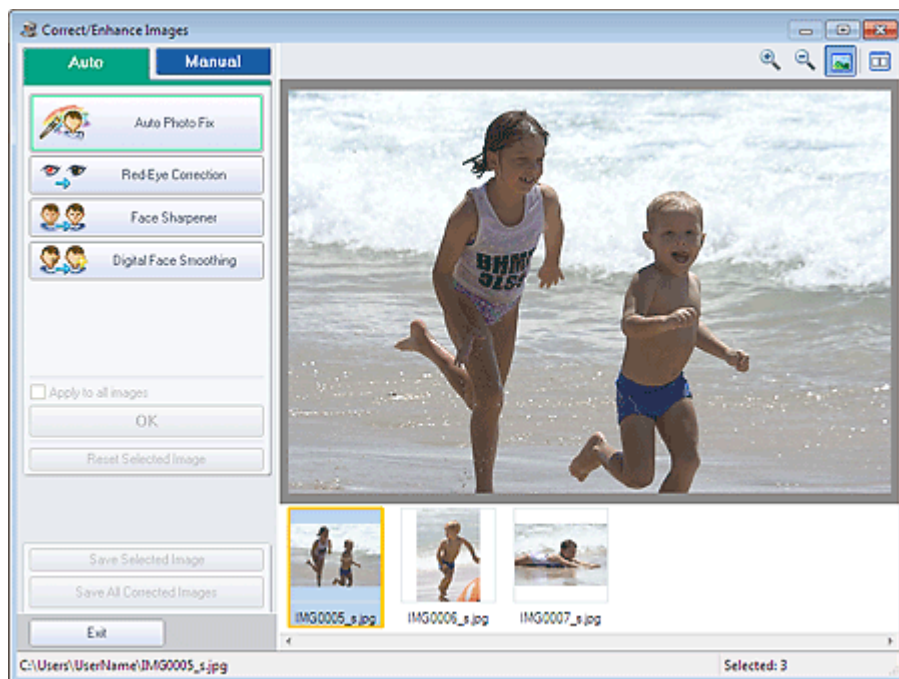 Correct/Enhance Images
Auto
Manual
Auto Photo Fix
Red-Eye Correction
Face Sharpener
Digital Face Smoothing
Apply to all images
OK
Reset Selected Image
Save Selected Image
Save All Corrected Images
Exit
IMG0005_s.jpg
IMG0006_s.jpg
IMG0007_s.jpg
C:\Users\UserName\IMG0005_s.jpg
Selected: 3